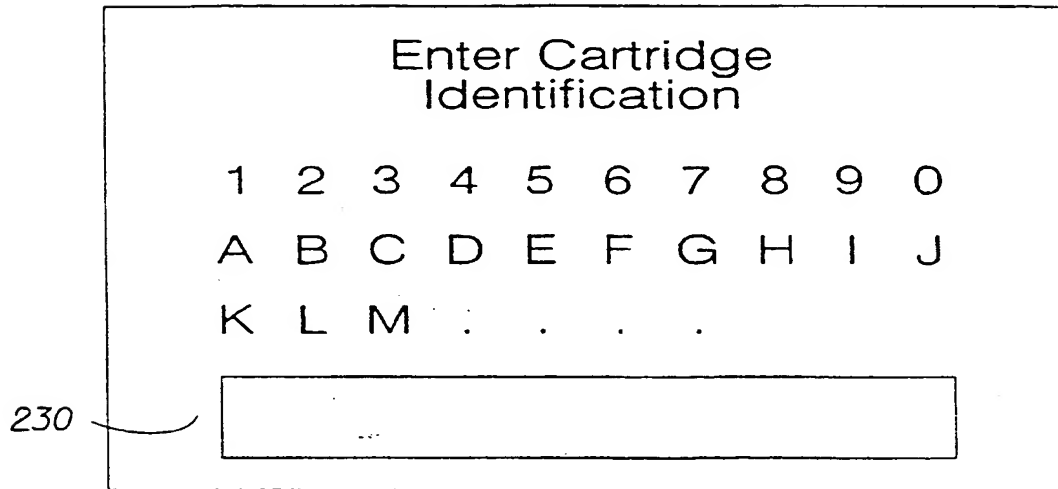 Enter Cartridge
Identification
1 2 3 4 5 6 7 8 9 0
A B C D E F G H I J
K L M . . . .
230